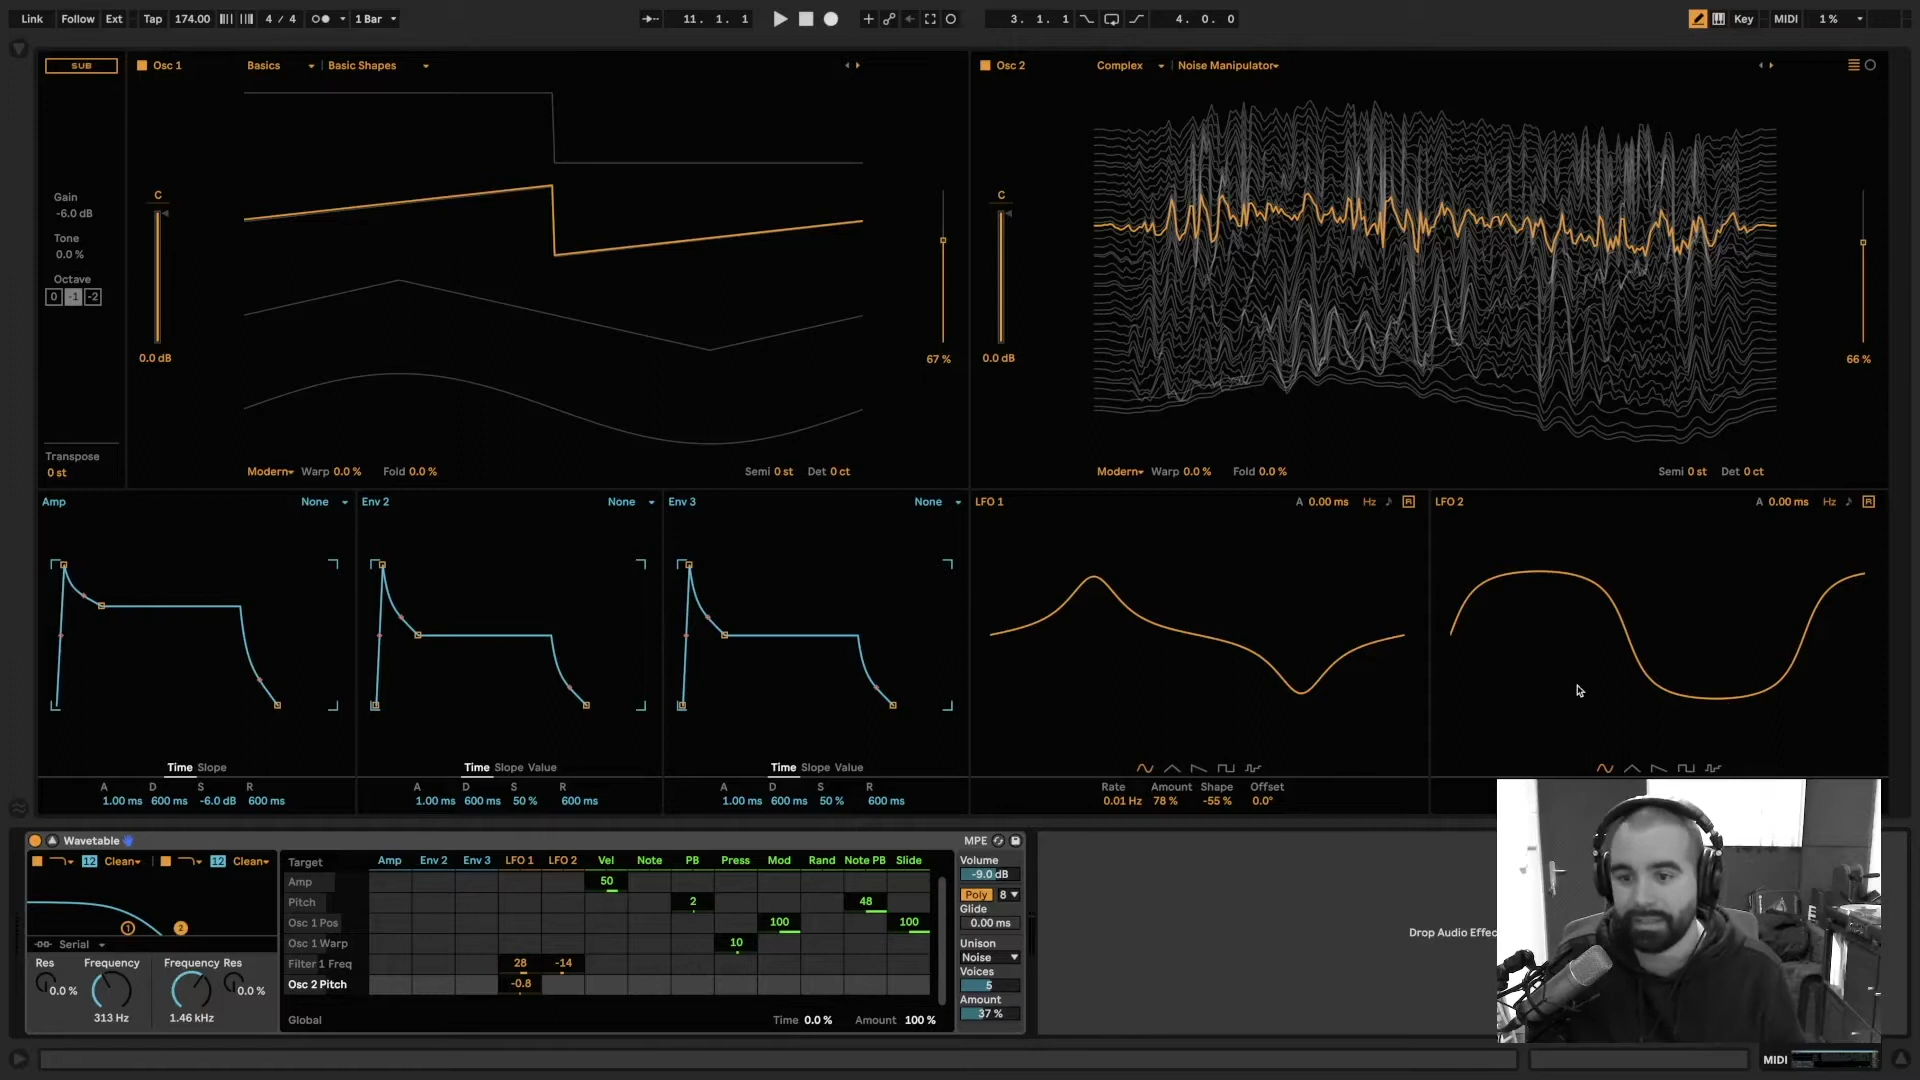 Link Follow Ext Tap 174.00 4 / 4 1 Bar 11. 1. 1 3. 1. 1 4. 0. 0 Key MIDI 1 %
SUB Osc 1 Basics Basic Shapes Osc 2 Complex Noise Manipulator
Gain
-6.0 dB
Tone
0.0 %
Octave
0 -1 -2
C
0.0 dB
67 %
C
0.0 dB
66 %
Transpose
0 st
Modern Warp 0.0 % Fold 0.0 % Semi 0 st Det 0 ct
Modern Warp 0.0 % Fold 0.0 % Semi 0 st Det 0 ct
Amp None Env 2 None Env 3 None LFO 1 A 0.00 ms Hz R LFO 2 A 0.00 ms Hz R
Time Slope Time Slope Value Time Slope Value
A D S R A D S R A D S R Rate Amount Shape Offset
1.00 ms 600 ms -6.0 dB 600 ms 1.00 ms 600 ms 50 % 600 ms 1.00 ms 600 ms 50 % 600 ms 0.01 Hz 78 % -55 % 0.0°
Wavetable MPE
12 Clean 12 Clean
1 2
Serial
Res Frequency Frequency Res
0.0 % 0.0 %
313 Hz 1.46 kHz
Target Amp Env 2 Env 3 LFO 1 LFO 2 Vel Note PB Press Mod Rand Note PB Slide
Amp 50
Pitch 2 48
Osc 1 Pos 100 100
Osc 1 Warp 10
Filter 1 Freq 28 -14
Osc 2 Pitch -0.8
Global Time 0.0 % Amount 100 %
Volume
-9.0 dB
Poly 8
Glide
0.00 ms
Unison
Noise
Voices
5
Amount
37 %
Drop Audio Effec
MIDI